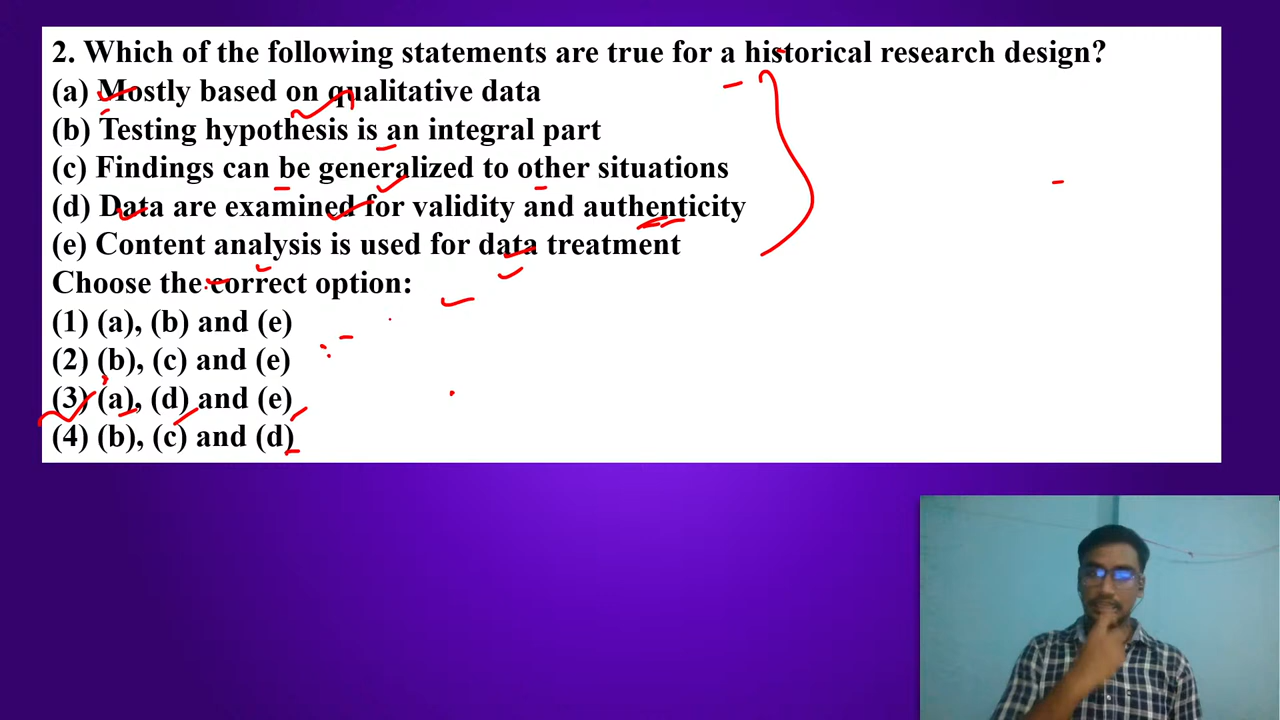 2. Which of the following statements are true for a historical research design?
(a) Mostly based on qualitative data
(b) Testing hypothesis is an integral part
(c) Findings can be generalized to other situations
(d) Data are examined for validity and authenticity
(e) Content analysis is used for data treatment
Choose the correct option:
(1) (a), (b) and (e)
(2) (b), (c) and (e)
(3) (a), (d) and (e)
(4) (b), (c) and (d)